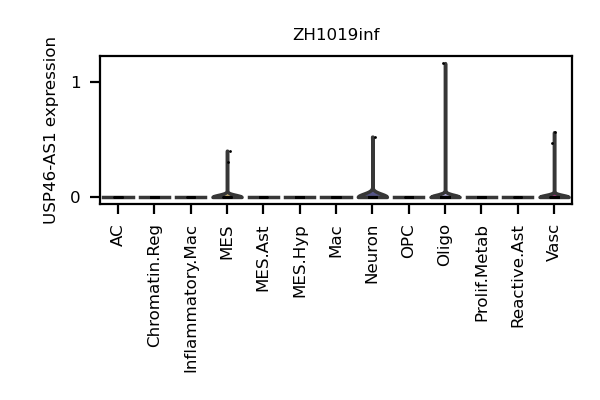 ZH1019inf
USP46-AS1 expression
1
0
AC
Chromatin.Reg
Inflammatory.Mac
MES
MES.Ast
MES.Hyp
Mac
Neuron
OPC
Oligo
Prolif.Metab
Reactive.Ast
Vasc